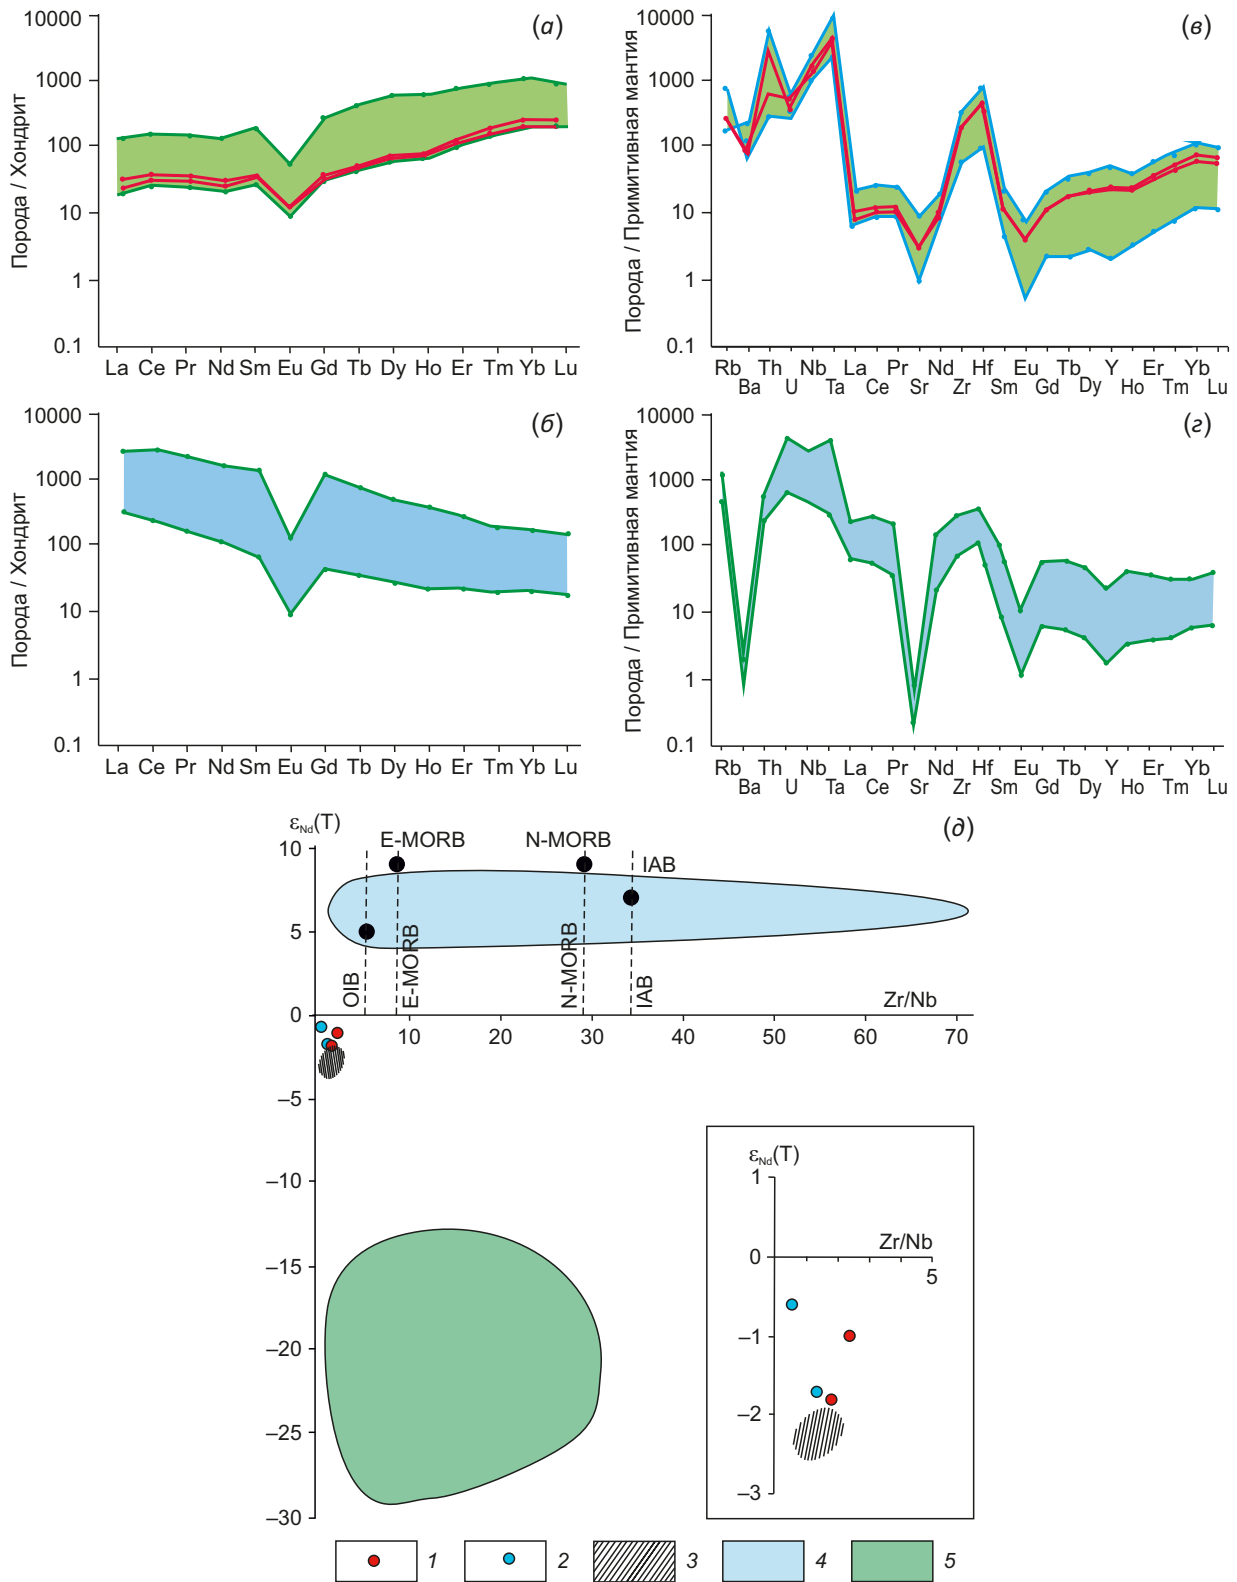 (а)
Порода / Хондрит
10000
1000
100
10
1
0.1
La Ce Pr Nd Sm Eu Gd Tb Dy Ho Er Tm Yb Lu
(в)
Порода / Примитивная мантия
10000
1000
100
10
1
0.1
Rb Th Nb La Pr Nd Hf Eu Tb Y Er Yb
Ba U Ta Ce Sr Zr Sm Gd Dy Ho Tm Lu
(б)
Порода / Хондрит
10000
1000
100
10
1
0.1
La Ce Pr Nd Sm Eu Gd Tb Dy Ho Er Tm Yb Lu
(г)
Порода / Примитивная мантия
10000
1000
100
10
1
0.1
Rb Th Nb La Pr Nd Hf Eu Tb Y Er Yb
Ba U Ta Ce Sr Zr Sm Gd Dy Ho Tm Lu
(д)
εNd(T)
10
5
0
–5
–10
–15
–20
–25
–30
E-MORB
N-MORB
IAB
OIB
E-MORB
N-MORB
IAB
Zr/Nb
10 20 30 40 50 60 70
εNd(T)
1
0
–1
–2
–3
Zr/Nb
5
1 2 3 4 5